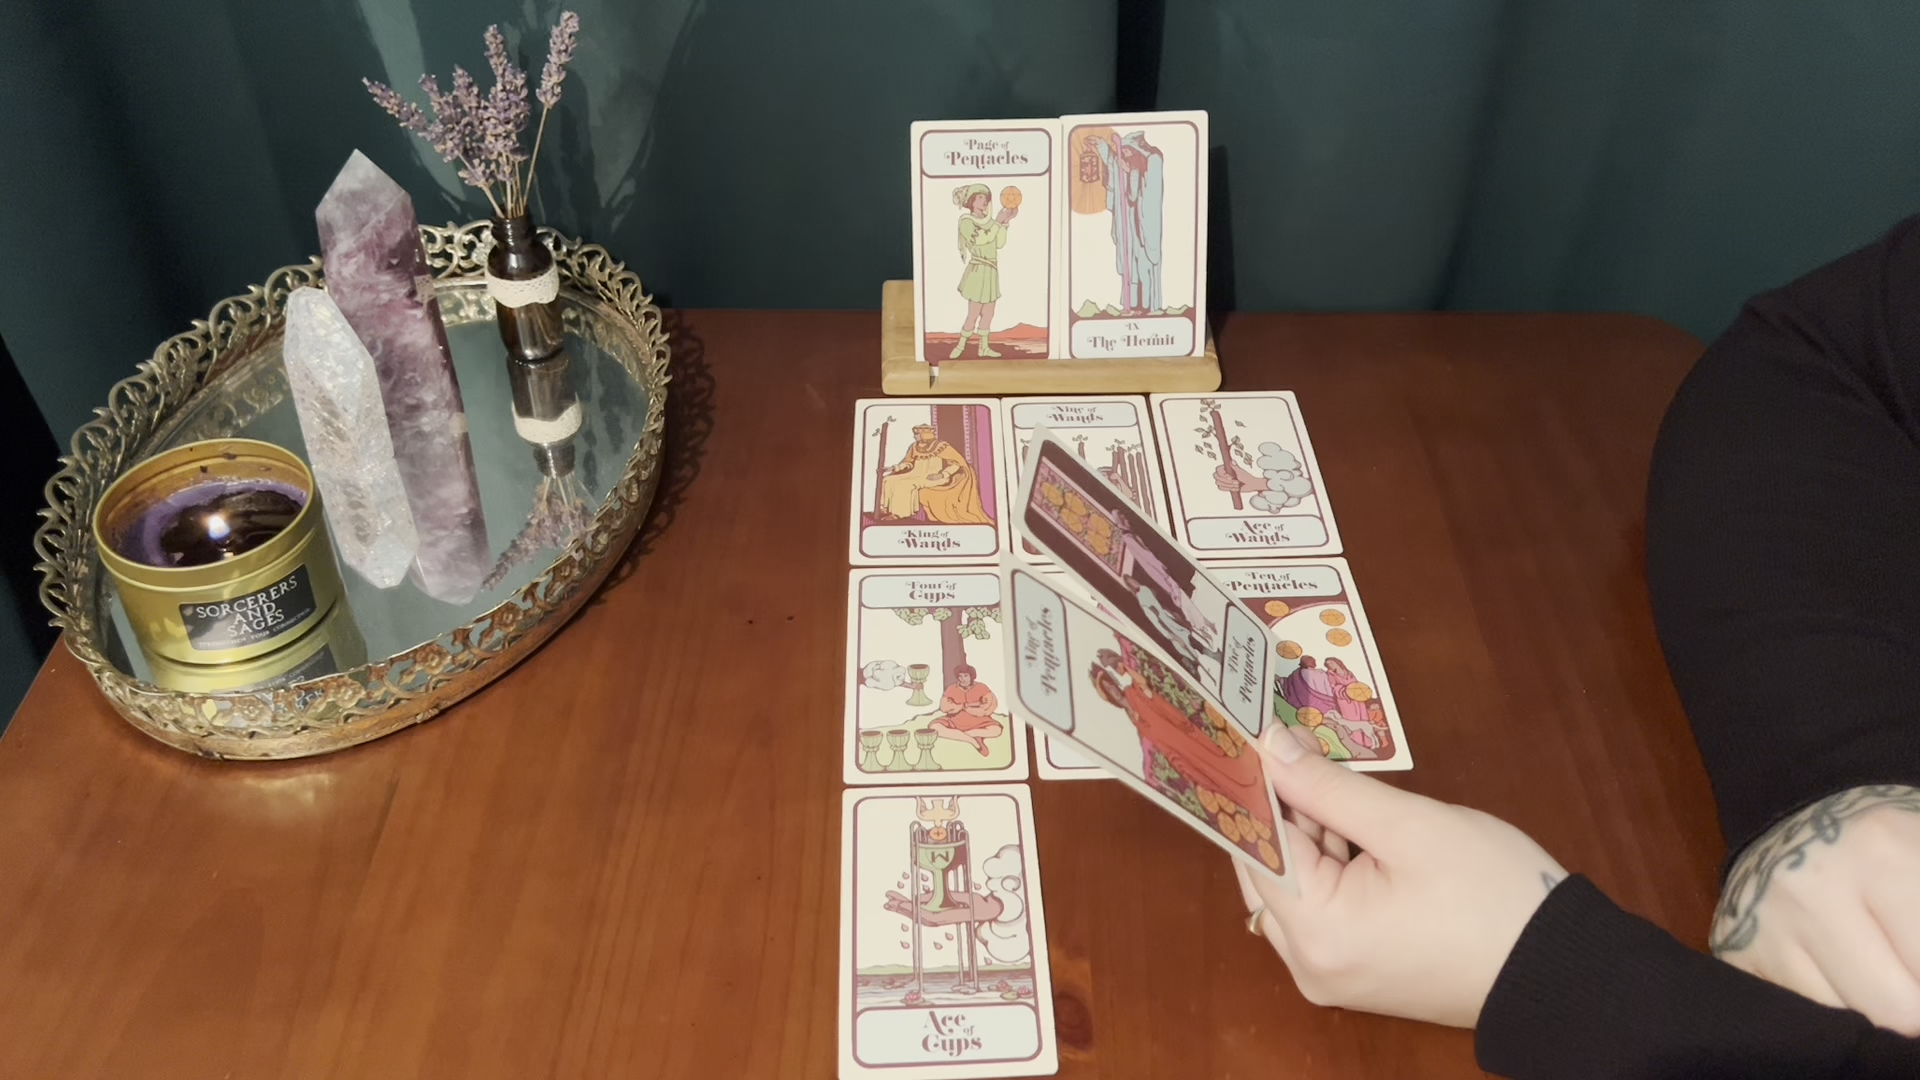 Page of
Pentacles
IX
The Hermit
King of
Wands
Nine of
Wands
Ace of
Wands
Four of
Cups
Ten of
Pentacles
Nine of
Pentacles
Five of
Pentacles
Ace of
Cups
SORCERERS
AND
SAGES